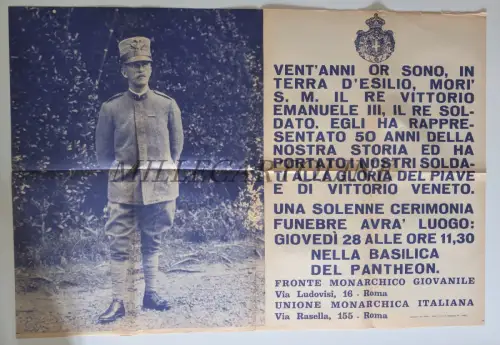 VENT'ANNI OR SONO, IN
TERRA D'ESILIO, MORI'
S. M. IL RE VITTORIO
EMANUELE III, IL RE SOL-
DATO. EGLI HA RAPPRE-
SENTATO 50 ANNI DELLA
NOSTRA STORIA ED HA
PORTATO I NOSTRI SOLDA-
TI ALLA GLORIA DEL PIAVE
E DI VITTORIO VENETO.
UNA SOLENNE CERIMONIA
FUNEBRE AVRA' LUOGO:
GIOVEDÌ 28 ALLE ORE 11,30
NELLA BASILICA
DEL PANTHEON.
FRONTE MONARCHICO GIOVANILE
Via Ludovisi, 16 - Roma
UNIONE MONARCHICA ITALIANA
Via Rasella, 155 - Roma